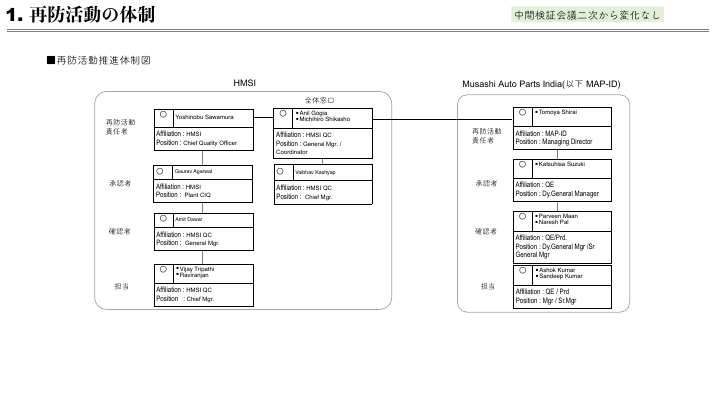 1. 再防活動の体制
中間検証会議二次から変化なし
■再防活動推進体制図
HMSI
全体窓口
再防活動
責任者
○ Yoshinobu Sawamura
Affiliation : HMSI
Position : Chief Quality Officer
○ ▪Anil Gogia
▪Michihiro Shikasho
Affiliation : HMSI QC
Position : General Mgr. /
Coordinator
承認者
○ Gaurav Agarwal
Affiliation : HMSI
Position : Plant CIQ
○ Vaibhav Kashyap
Affiliation : HMSI QC
Position : Chief Mgr.
確認者
○ Amit Dawar
Affiliation : HMSI QC
Position : General Mgr.
担当
○ ▪Vijay Tripathi
▪Raviranjan
Affiliation : HMSI QC
Position : Chief Mgr.
Musashi Auto Parts India(以下 MAP-ID)
再防活動
責任者
○ ▪Tomoya Shirai
Affiliation : MAP-ID
Position : Managing Director
承認者
○ ▪Katsuhisa Suzuki
Affiliation : QE
Position : Dy.General Manager
確認者
○ ▪Parveen Maan
▪Naresh Pal
Affiliation : QE/Prd.
Position : Dy.General Mgr /Sr
General Mgr
担当
○ ▪Ashok Kumar
▪Sandeep Kumar
Affiliation : QE / Prd
Position : Mgr / Sr.Mgr